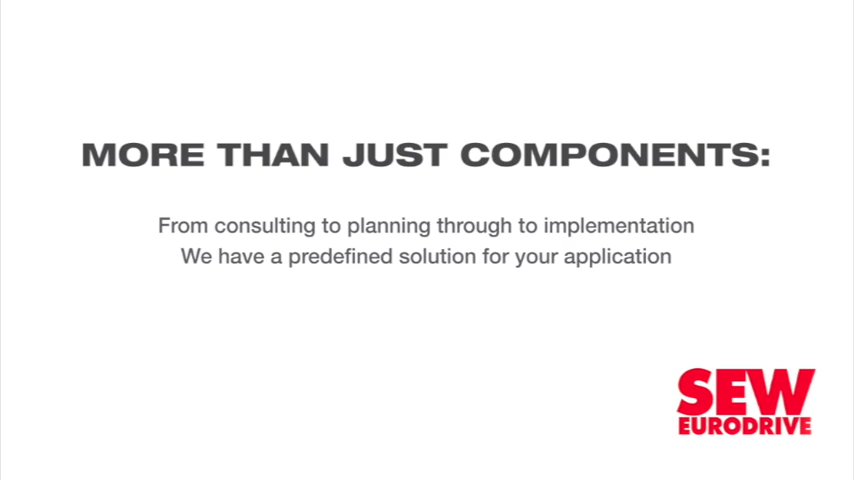 MORE THAN JUST COMPONENTS:
From consulting to planning through to implementation
We have a predefined solution for your application
SEW
EURODRIVE